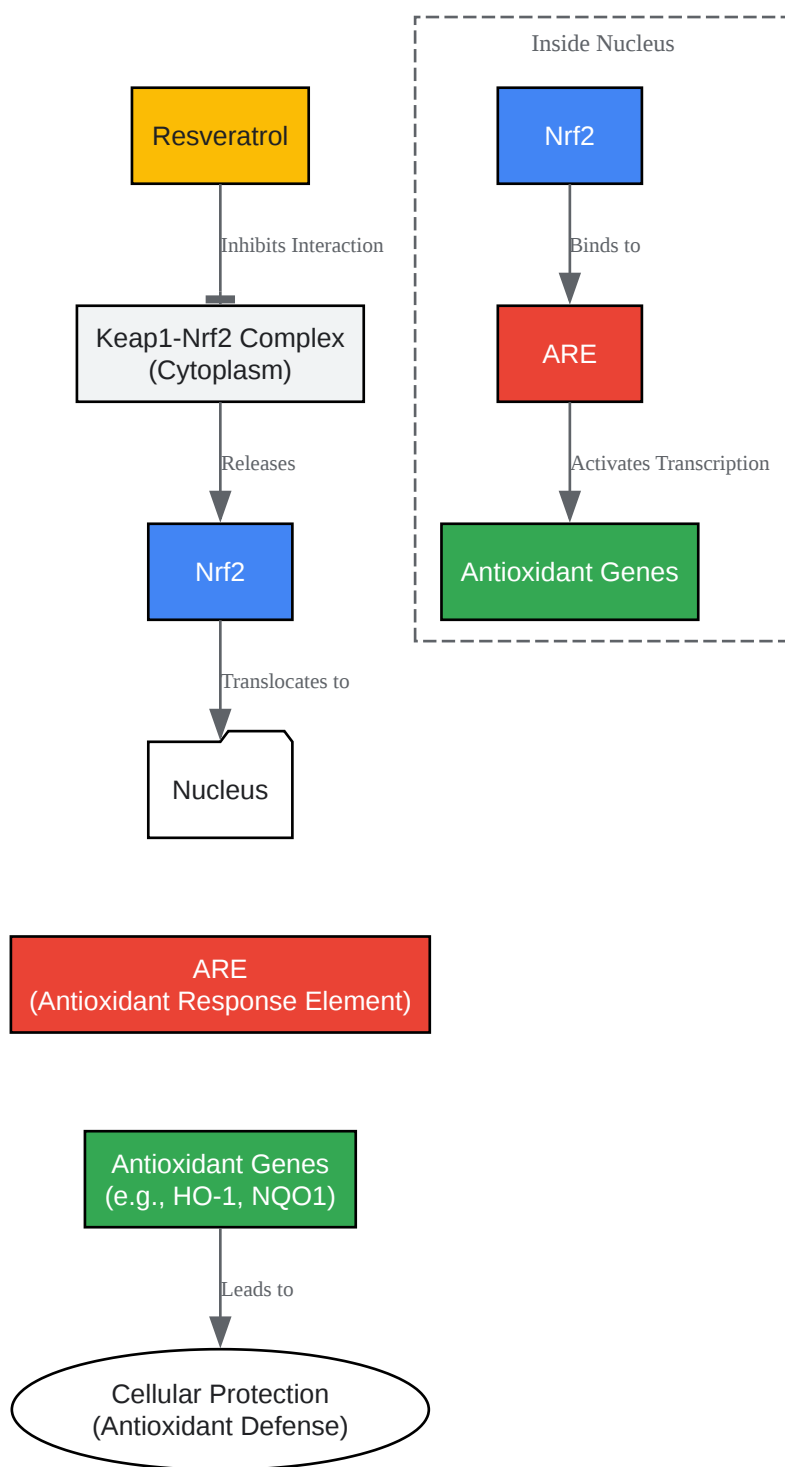 Resveratrol
Inhibits Interaction
Keap1-Nrf2 Complex
(Cytoplasm)
Releases
Nrf2
Translocates to
Nucleus
ARE
(Antioxidant Response Element)
Antioxidant Genes
(e.g., HO-1, NQO1)
Leads to
Cellular Protection
(Antioxidant Defense)
Inside Nucleus
Nrf2
Binds to
ARE
Activates Transcription
Antioxidant Genes